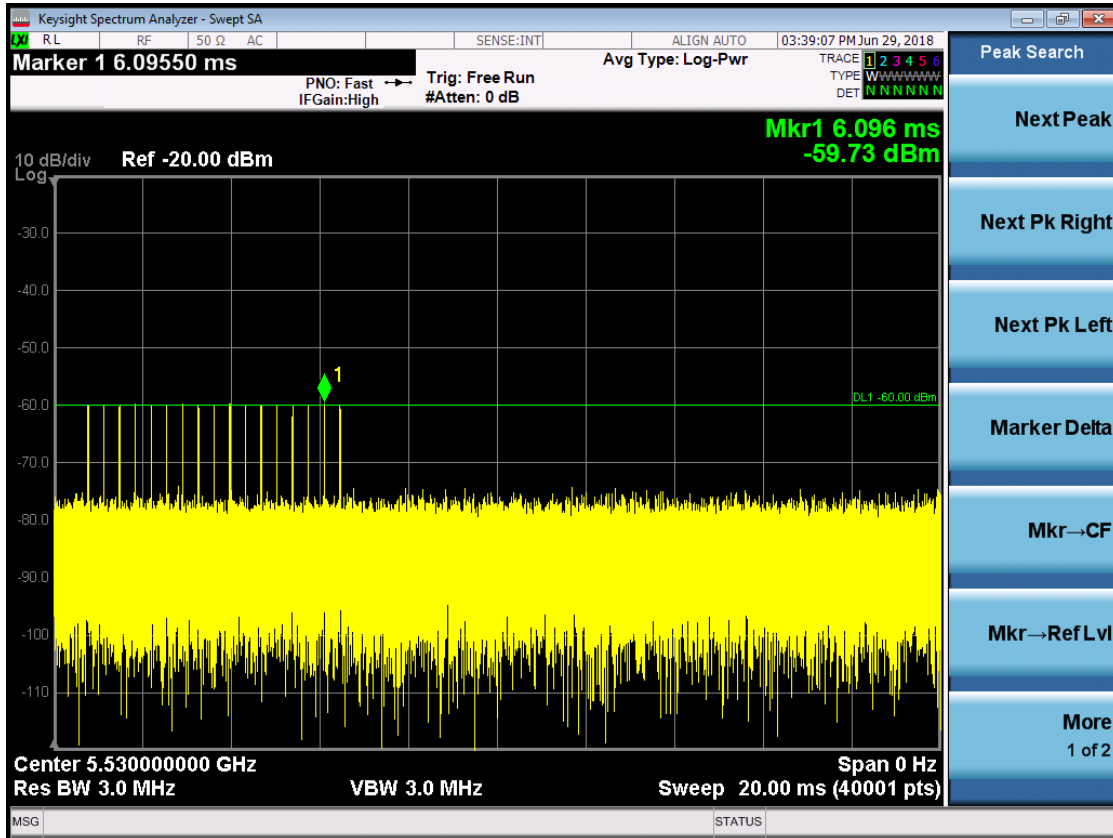 Keysight Spectrum Analyzer - Swept SA
LXI RL RF 50 Ω AC SENSE:INT ALIGN AUTO 03:39:07 PM Jun 29, 2018
Marker 1 6.09550 ms
PNO: Fast
IFGain:High
Trig: Free Run
#Atten: 0 dB
Avg Type: Log-Pwr
TRACE 1 2 3 4 5 6
TYPE WWWWWW
DET N N N N N N
Peak Search
Mkr1 6.096 ms
-59.73 dBm
10 dB/div Ref -20.00 dBm
Log
-30.0
-40.0
-50.0
-60.0
-70.0
-80.0
-90.0
-100
-110
1
DL1 -60.00 dBm
Center 5.530000000 GHz Span 0 Hz
Res BW 3.0 MHz VBW 3.0 MHz Sweep 20.00 ms (40001 pts)
MSG STATUS
Next Peak
Next Pk Right
Next Pk Left
Marker Delta
Mkr→CF
Mkr→Ref Lvl
More
1 of 2